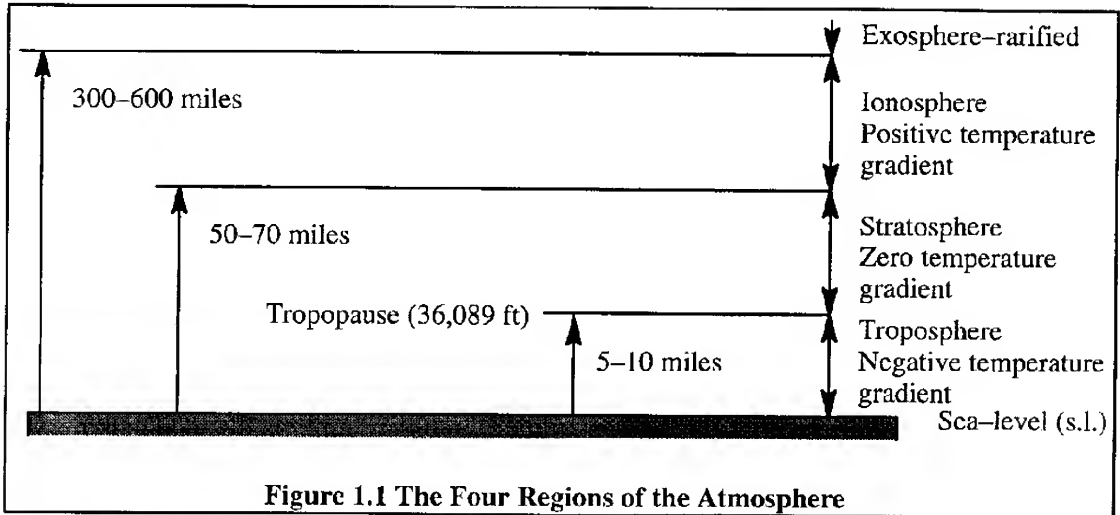 Exosphere–rarified
300–600 miles
Ionosphere
Positive temperature
gradient
50–70 miles
Stratosphere
Zero temperature
gradient
Tropopause (36,089 ft)
Troposphere
5–10 miles
Negative temperature
gradient
Sea–level (s.l.)
Figure 1.1 The Four Regions of the Atmosphere